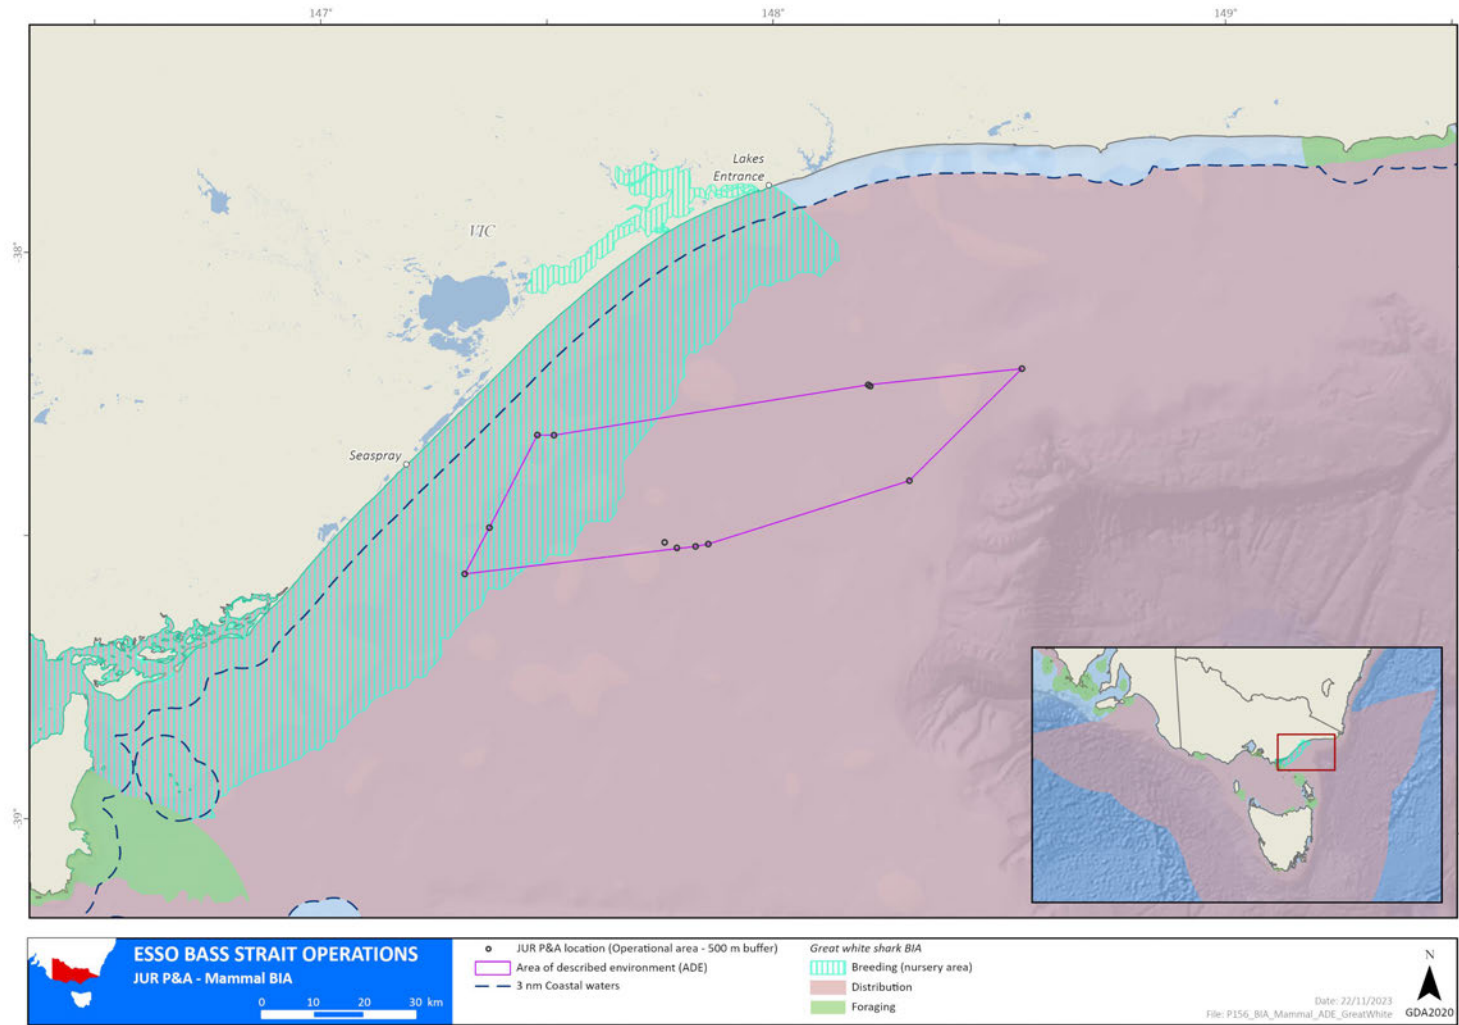 147°
148°
149°
Lakes
Entrance
VIC
38°
Seaspray
39°
ESSO BASS STRAIT OPERATIONS
JUR P&A - Mammal BIA
0 10 20 30 km
JUR P&A location (Operational area - 500 m buffer)
Area of described environment (ADE)
3 nm Coastal waters
Great white shark BIA
Breeding (nursery area)
Distribution
Foraging
N
Date: 22/11/2023
File: P156_BIA_Mammal_ADE_GreatWhite
GDA2020